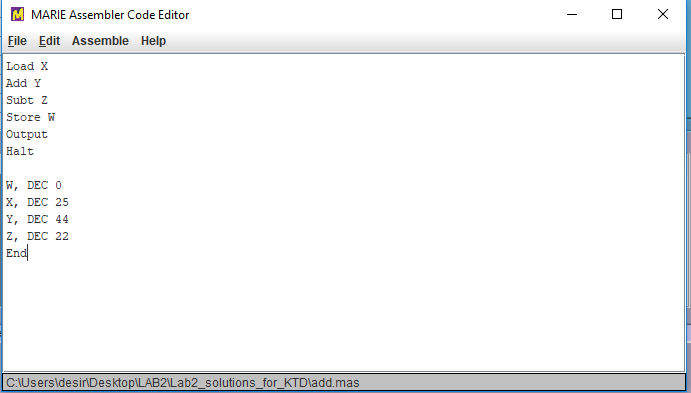 MARIE Assembler Code Editor
File Edit Assemble Help
Load X
Add Y
Subt Z
Store W
Output
Halt
W, DEC 0
X, DEC 25
Y, DEC 44
Z, DEC 22
End
C:\Users\desir\Desktop\LAB2\Lab2_solutions_for_KTD\add.mas